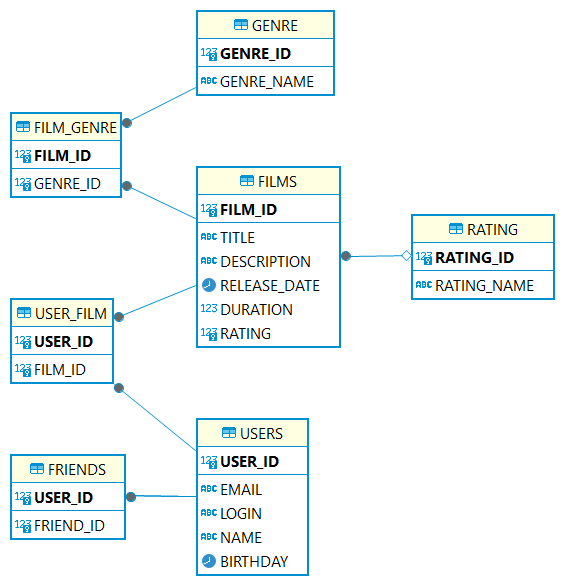 GENRE
GENRE_ID
GENRE_NAME
FILM_GENRE
FILM_ID
GENRE_ID
FILMS
FILM_ID
TITLE
DESCRIPTION
RELEASE_DATE
DURATION
RATING
RATING
RATING_ID
RATING_NAME
USER_FILM
USER_ID
FILM_ID
USERS
USER_ID
EMAIL
LOGIN
NAME
BIRTHDAY
FRIENDS
USER_ID
FRIEND_ID